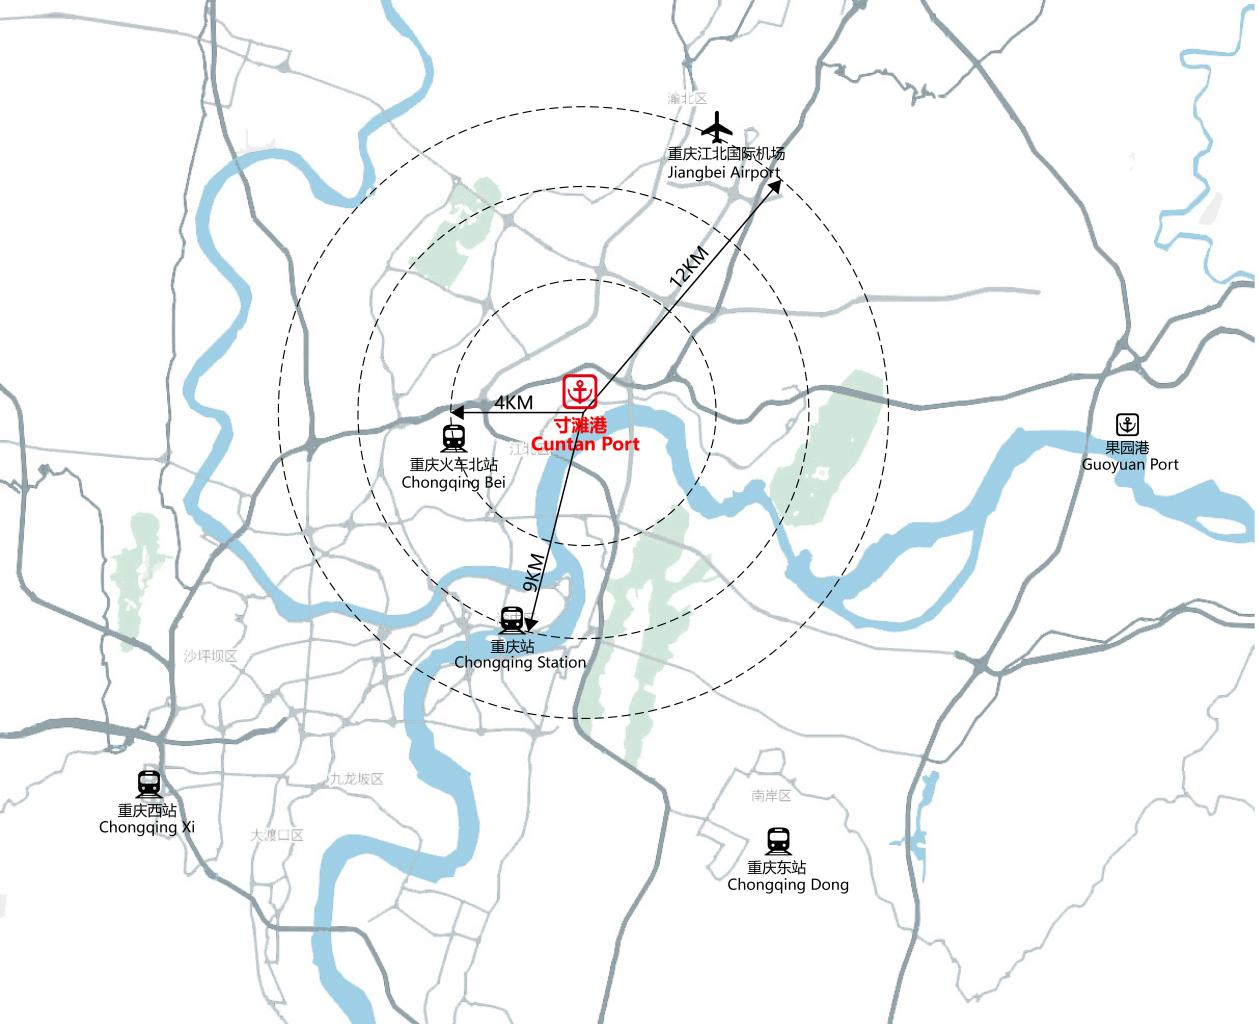 渝北区
重庆江北国际机场
Jiangbei Airport
12KM
4KM
寸滩港
Cuntan Port
江北区
重庆火车北站
Chongqing Bei
果园港
Guoyuan Port
9KM
重庆站
Chongqing Station
沙坪坝区
九龙坡区
重庆西站
Chongqing Xi
大渡口区
南岸区
重庆东站
Chongqing Dong